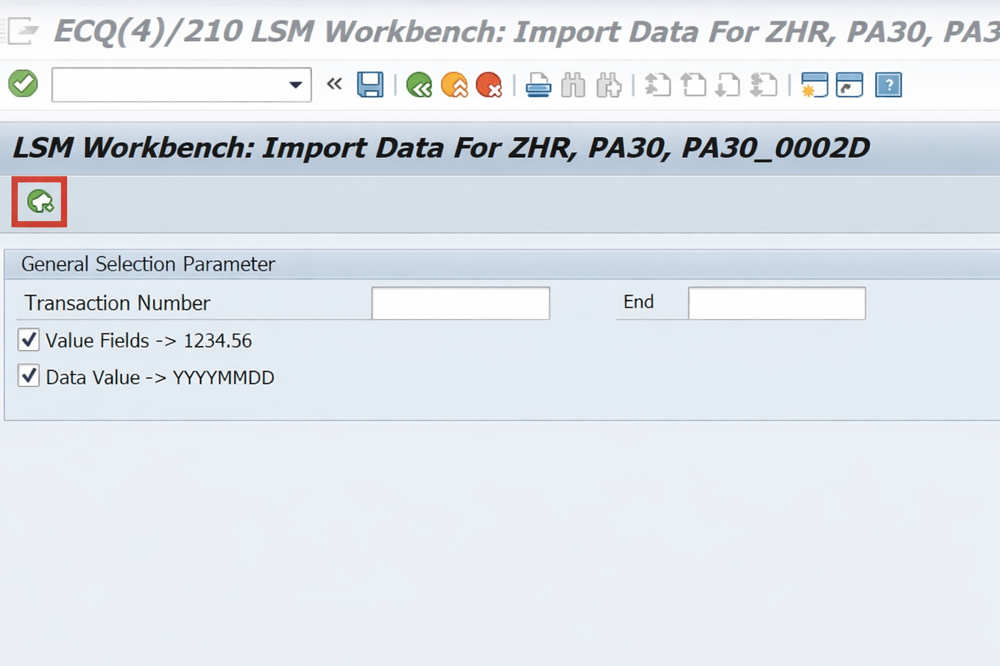 ECQ(4)/210 LSM Workbench: Import Data For ZHR, PA30, PA3
LSM Workbench: Import Data For ZHR, PA30, PA30_0002D
General Selection Parameter
Transaction Number End
Value Fields -> 1234.56
Data Value -> YYYYMMDD